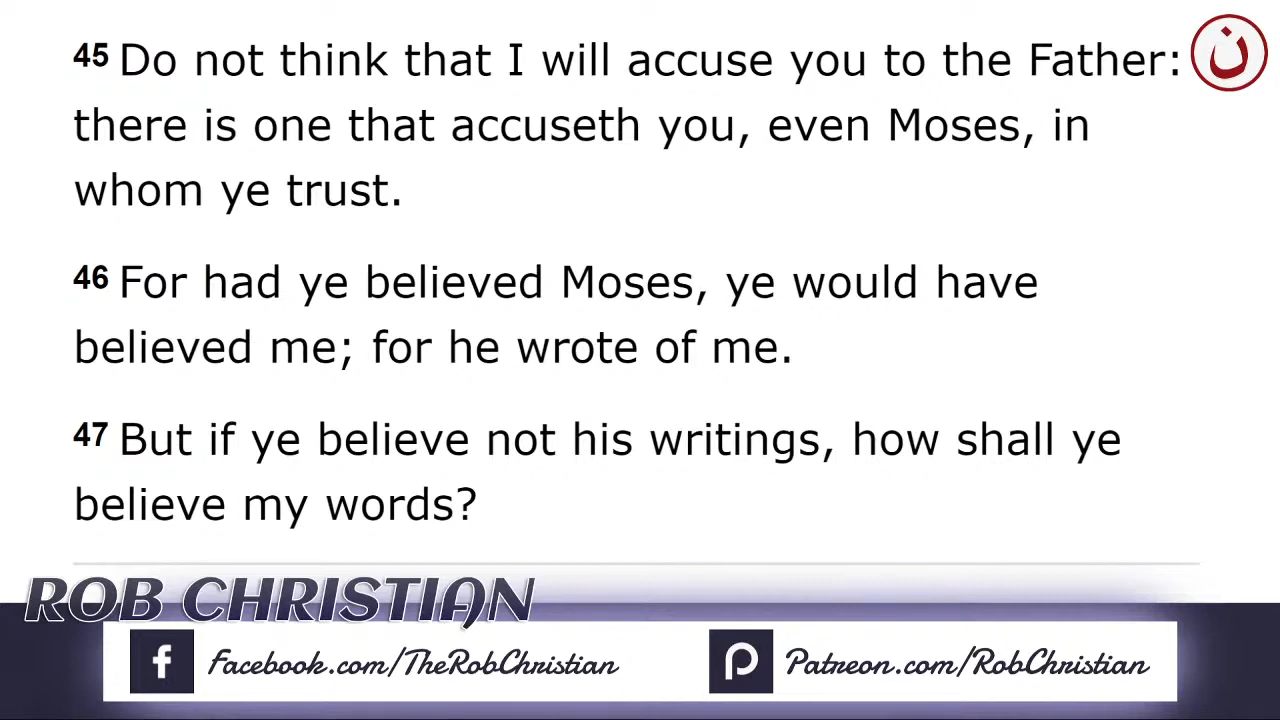 45 Do not think that I will accuse you to the Father:
ن
there is one that accuseth you, even Moses, in
whom ye trust.
46 For had ye believed Moses, ye would have
believed me; for he wrote of me.
47 But if ye believe not his writings, how shall ye
believe my words?
ROB CHRISTIAN
Facebook.com/TheRobChristian
Patreon.com/RobChristian